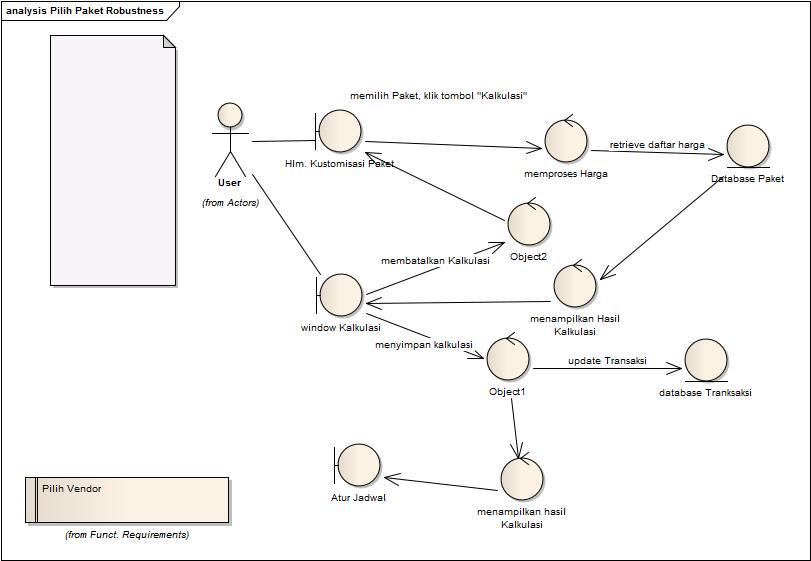 analysis Pilih Paket Robustness
memilih Paket, klik tombol "Kalkulasi"
Hlm. Kustomisasi Paket
memproses Harga
retrieve daftar harga
Database Paket
User
(from Actors)
Object2
membatalkan Kalkulasi
window Kalkulasi
menampilkan Hasil
Kalkulasi
menyimpan kalkulasi
Object1
update Transaksi
database Tranksaksi
Atur Jadwal
menampilkan hasil
Kalkulasi
Pilih Vendor
(from Funct. Requirements)